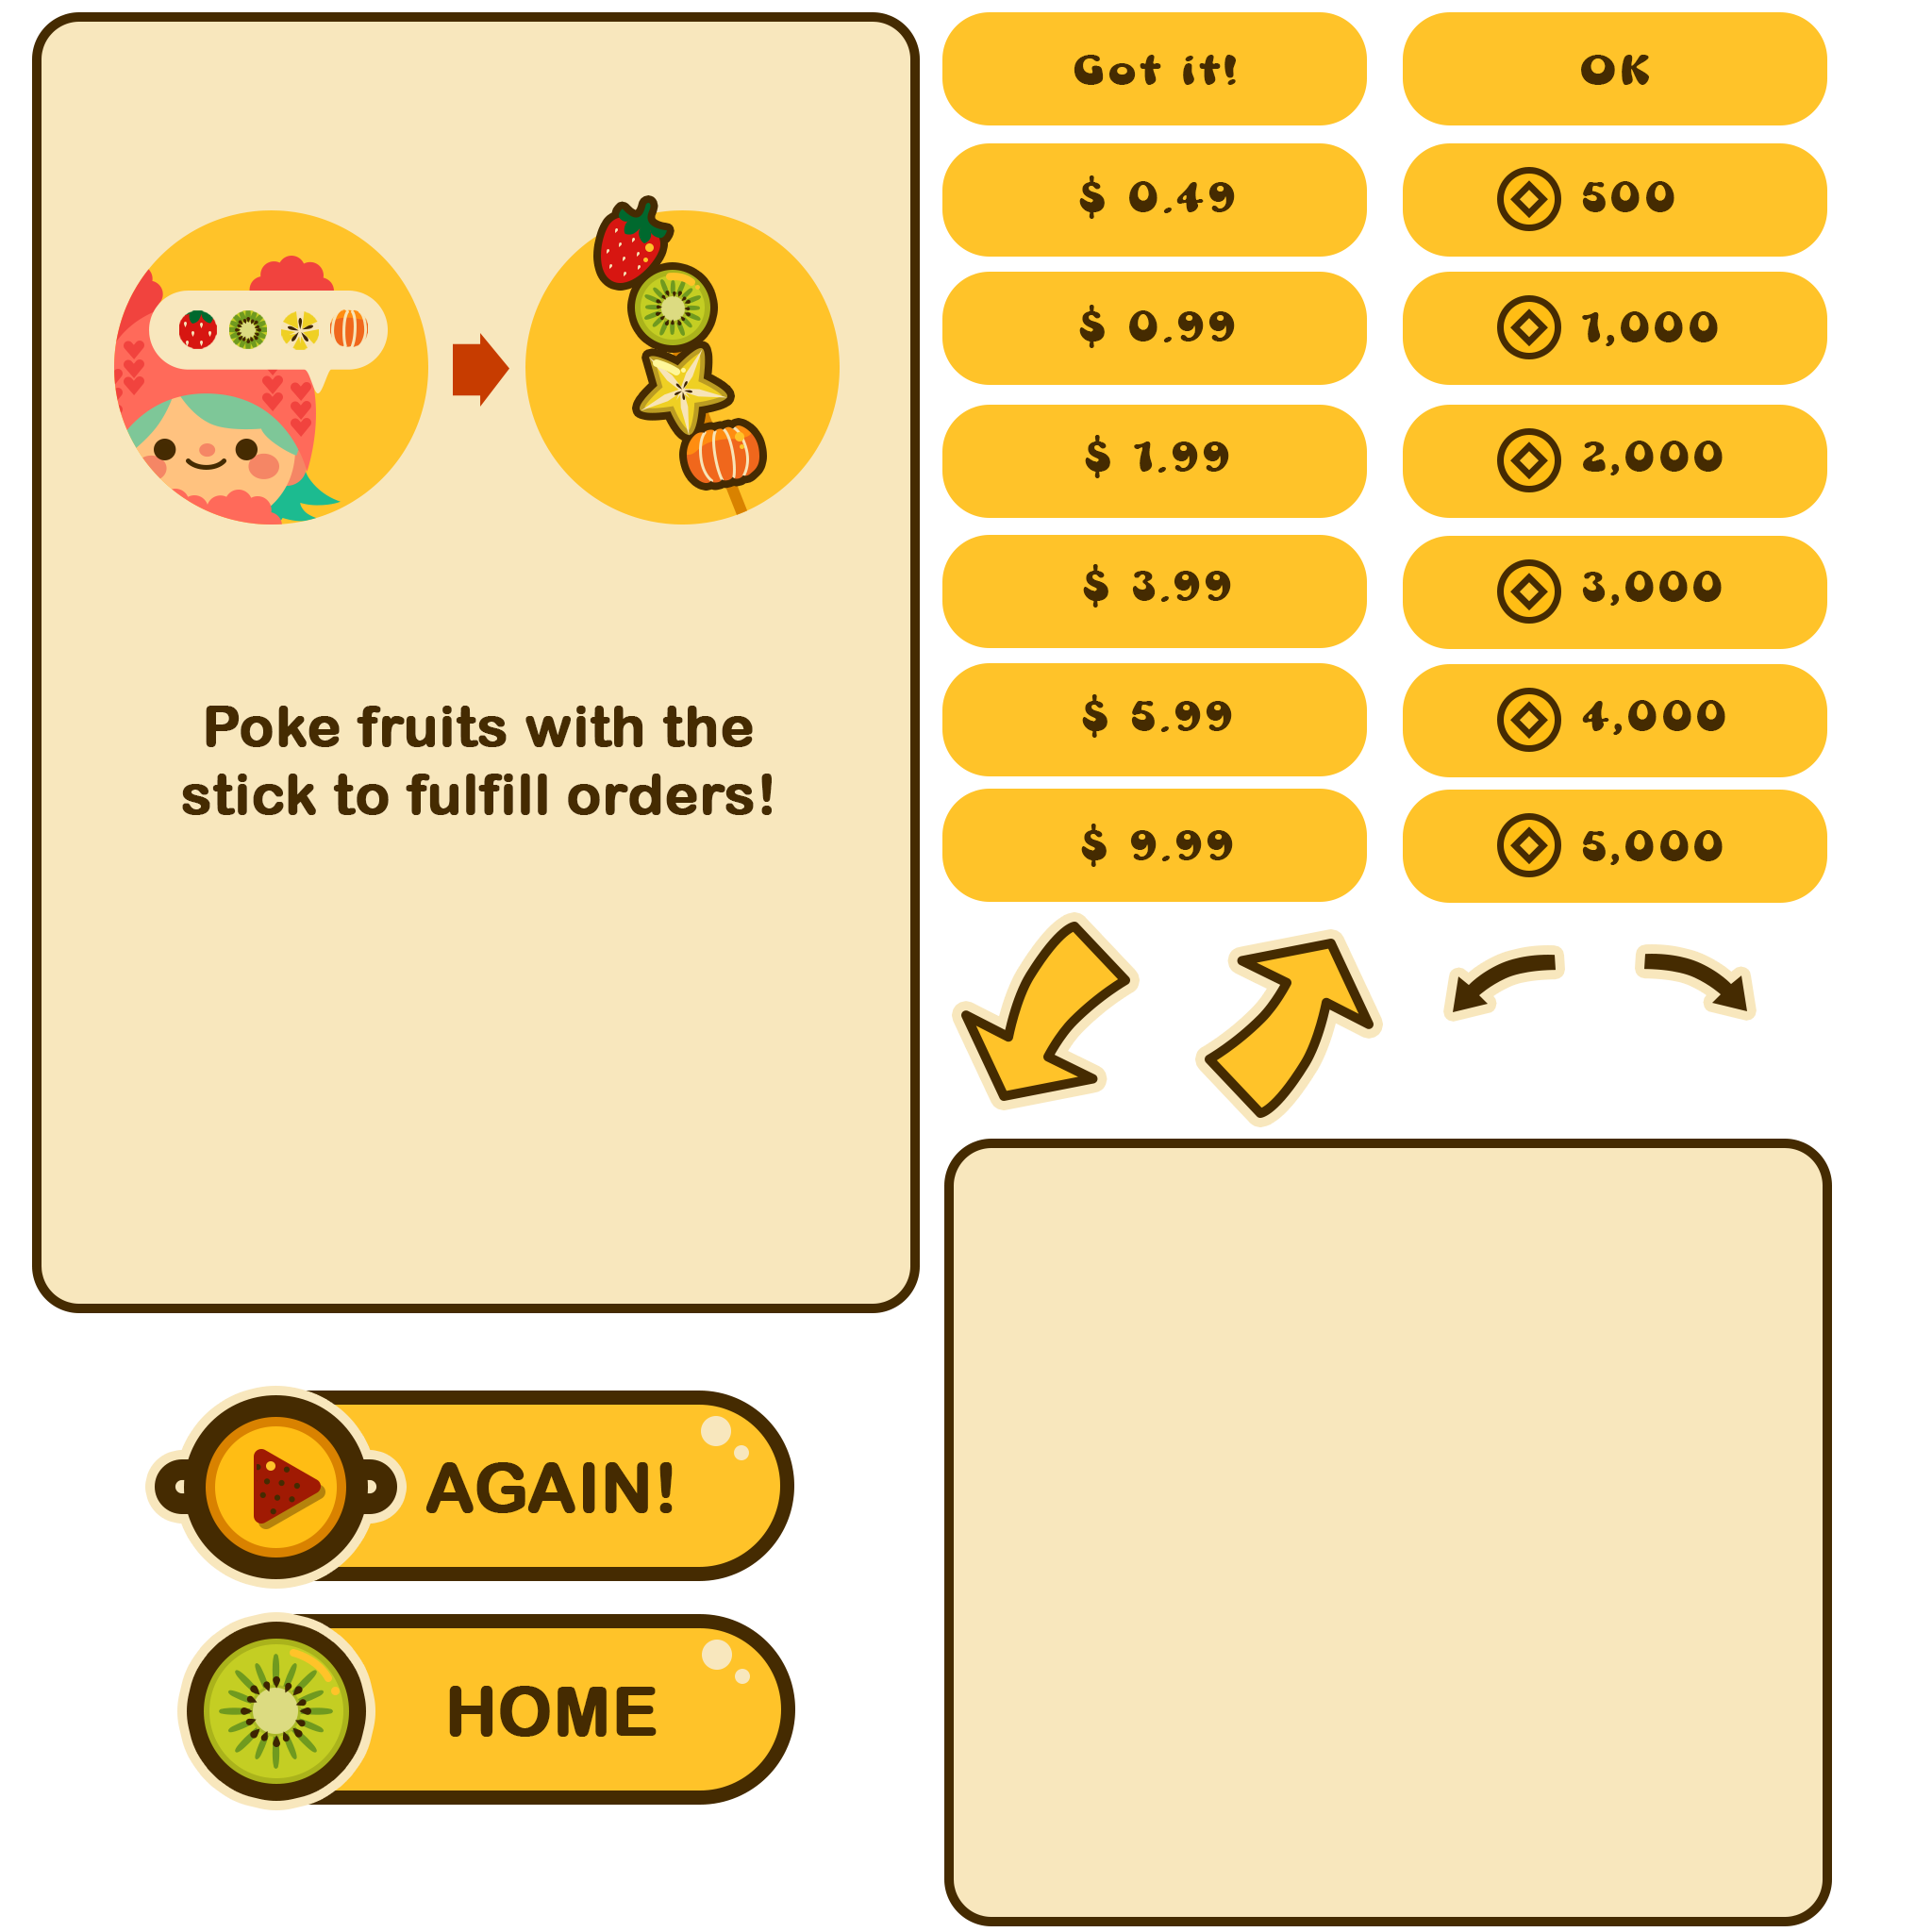 Poke fruits with the
stick to fulfill orders!
Got it!
OK
$ 0.49
500
$ 0.99
1,000
$ 1.99
2,000
$ 3.99
3,000
$ 5.99
4,000
$ 9.99
5,000
AGAIN!
HOME